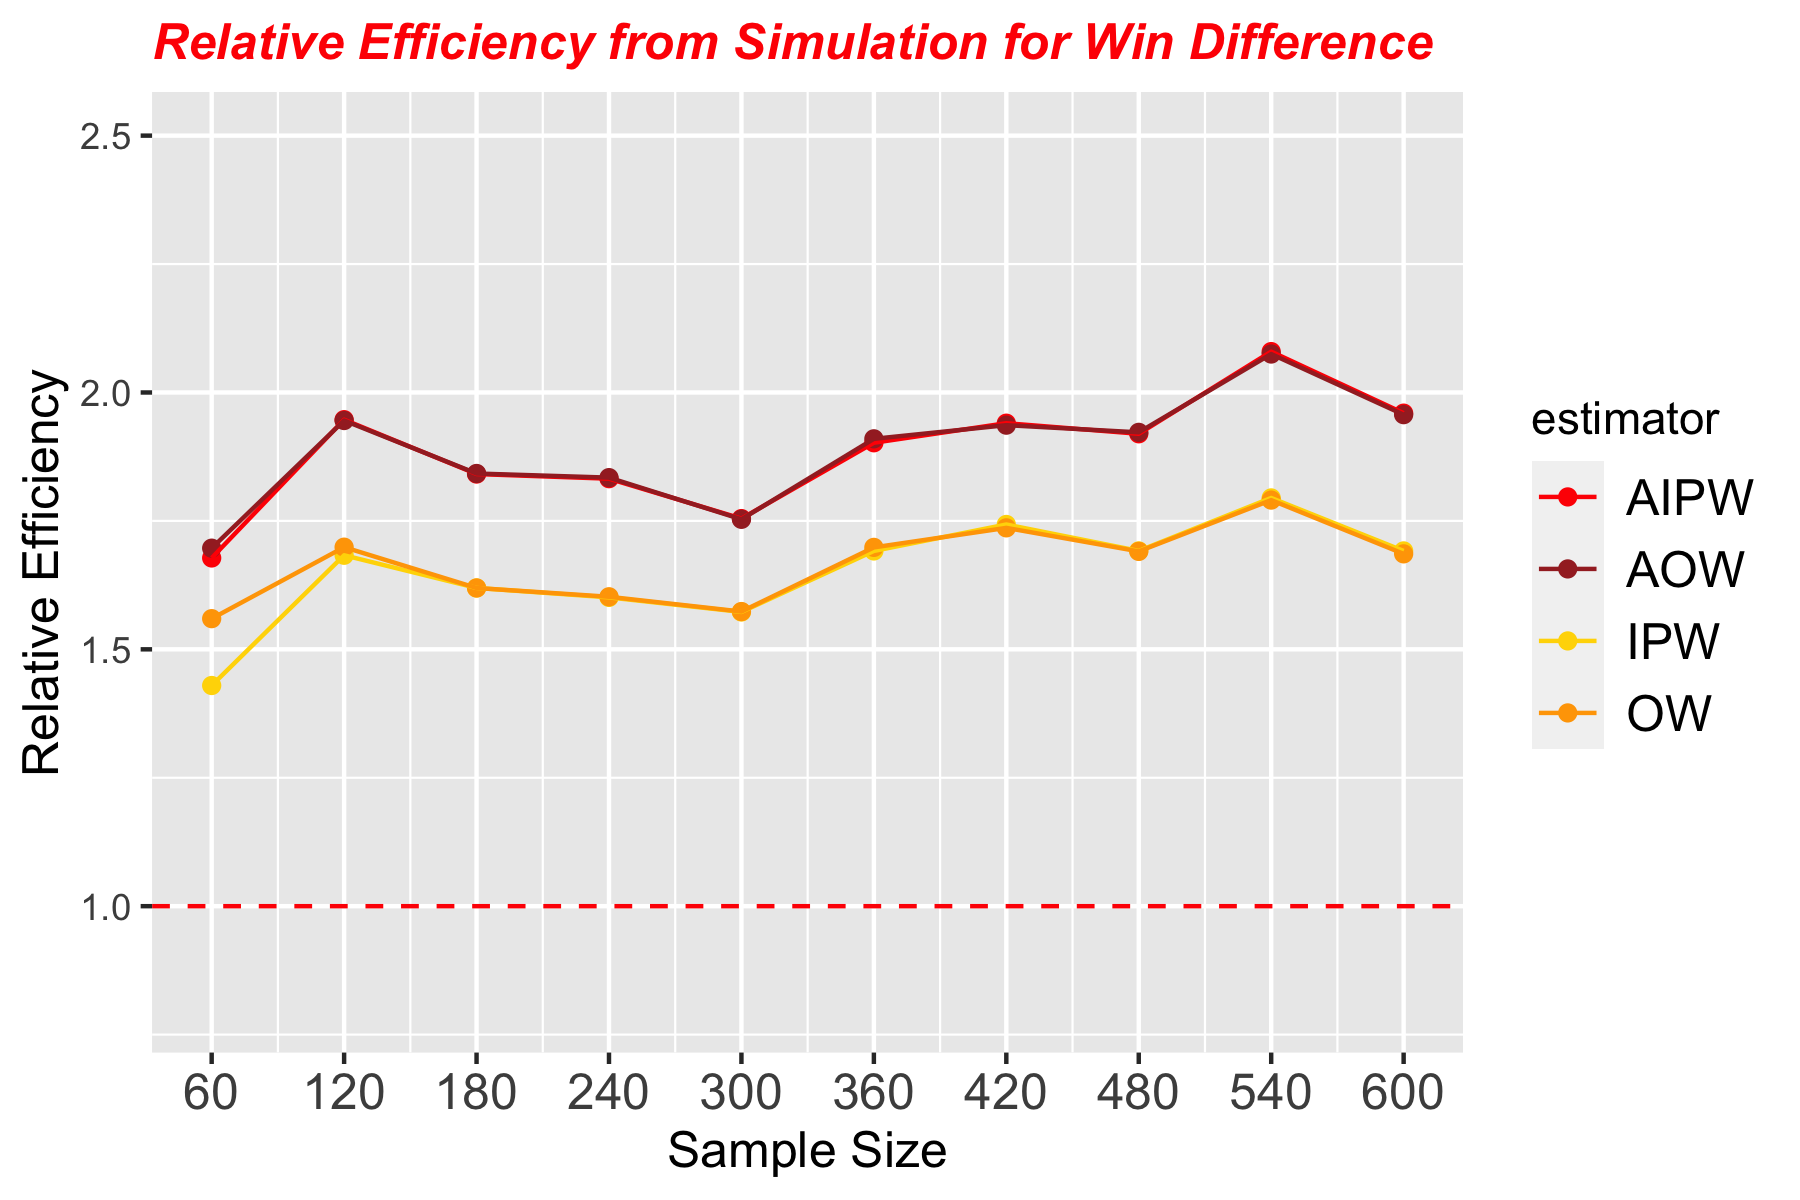 Relative Efficiency from Simulation for Win Difference
Relative Efficiency
2.5
2.0
1.5
1.0
60 120 180 240 300 360 420 480 540 600
Sample Size
estimator
AIPW
AOW
IPW
OW